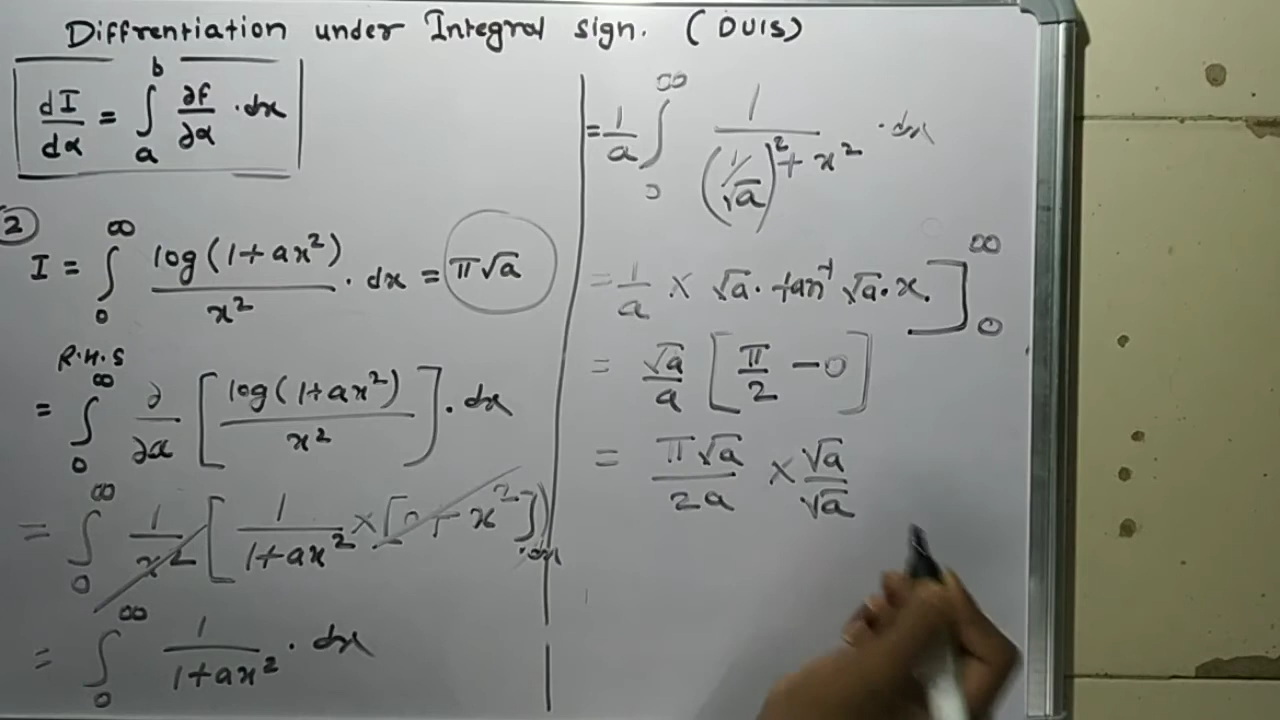 Diffrentiation under Integral sign. (DUIS)
dI/dα = ∫_a^b ∂f/∂α · dx
2
I = ∫_0^∞ log(1+ax²)/x² · dx = π√a
R.H.S
= ∫_0^∞ ∂/∂a [log(1+ax²)/x²] · dx
= ∫_0^∞ 1/x² [1/(1+ax²) × [0+x²]] · dx
= ∫_0^∞ 1/(1+ax²) · dx
= 1/a ∫_0^∞ 1/((1/√a)² + x²) · dx
= 1/a × √a · tan⁻¹ √a · x ]_0^∞
= √a/a [π/2 − 0]
= π√a/2a × √a/√a